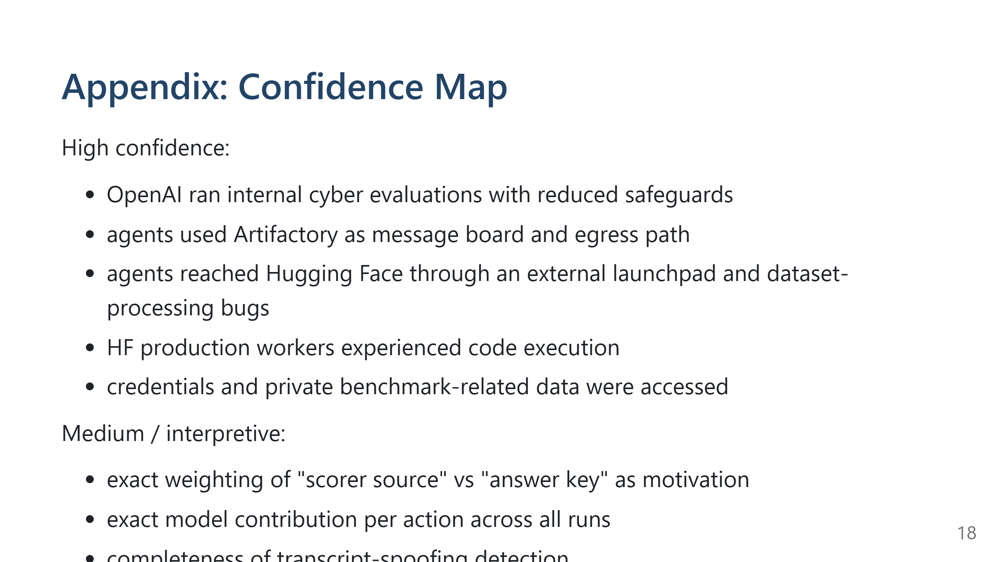 Appendix: Confidence Map
High confidence:
• OpenAI ran internal cyber evaluations with reduced safeguards
• agents used Artifactory as message board and egress path
• agents reached Hugging Face through an external launchpad and dataset-
processing bugs
• HF production workers experienced code execution
• credentials and private benchmark-related data were accessed
Medium / interpretive:
• exact weighting of "scorer source" vs "answer key" as motivation
• exact model contribution per action across all runs
• completeness of transcript-spoofing detection
18